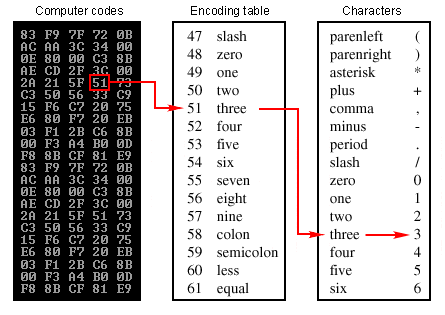 Computer codes
83 F9 7F 72 0B
AC AA 3C 34 00
0E 80 00 C3 8B
AE CD 2F 3C 00
2A 21 5F 51 73
C3 50 56 33 C9
15 F6 C7 20 75
E6 80 F7 20 EB
03 F1 2B C6 8B
00 F3 A4 B0 0D
F8 8B CF 81 E9
83 F9 7F 72 0B
AC AA 3C 34 00
0E 80 00 C3 8B
AE CD 2F 3C 00
2A 21 5F 51 73
C3 50 56 33 C9
15 F6 C7 20 75
E6 80 F7 20 EB
03 F1 2B C6 8B
00 F3 A4 B0 0D
F8 8B CF 81 E9
Encoding table
47 slash
48 zero
49 one
50 two
51 three
52 four
53 five
54 six
55 seven
56 eight
57 nine
58 colon
59 semicolon
60 less
61 equal
Characters
parenleft (
parenright )
asterisk *
plus +
comma ,
minus -
period .
slash /
zero 0
one 1
two 2
three 3
four 4
five 5
six 6